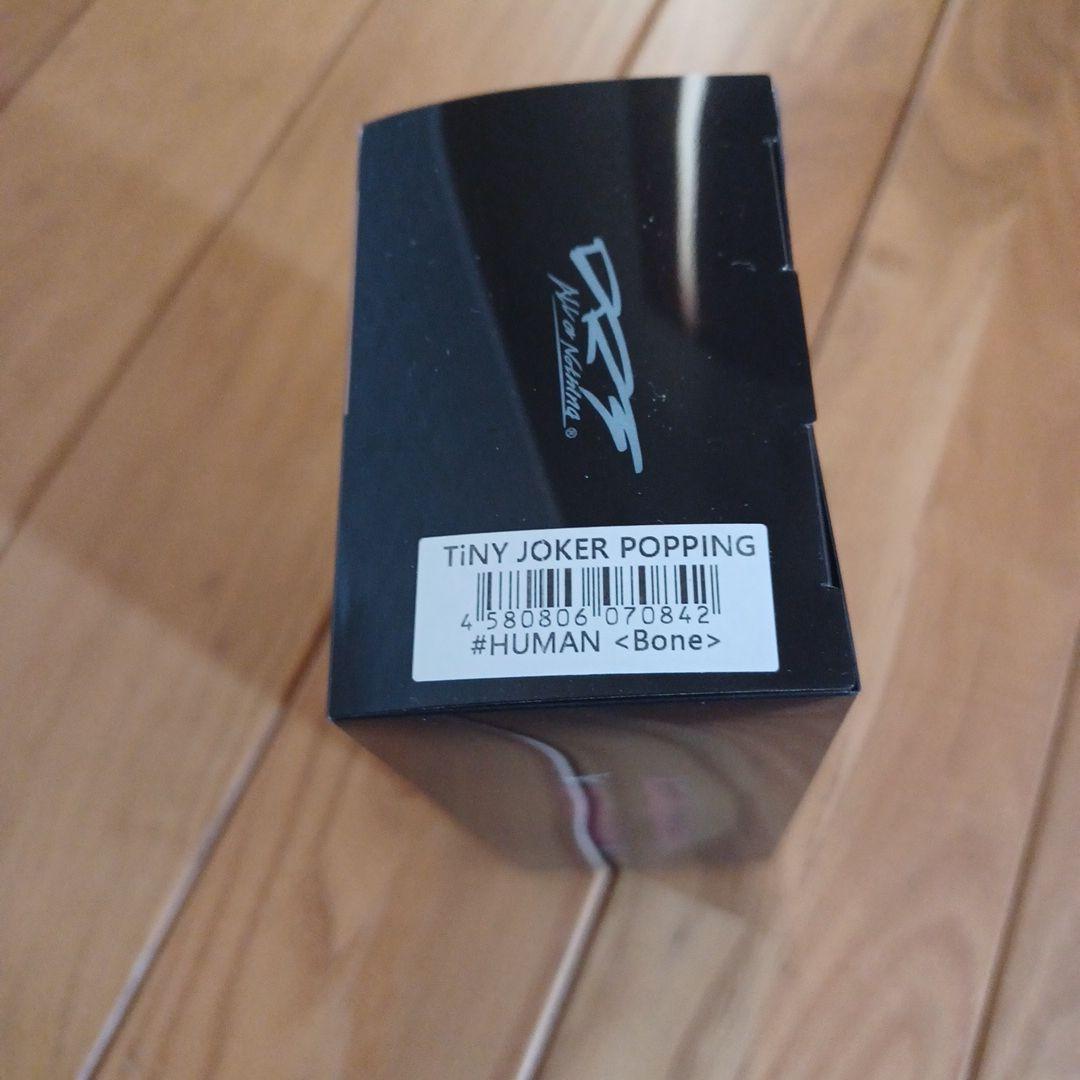 DRT
ALL OR NOTHING®
TiNY JOKER POPPING
4 580806 070842
#HUMAN <Bone>